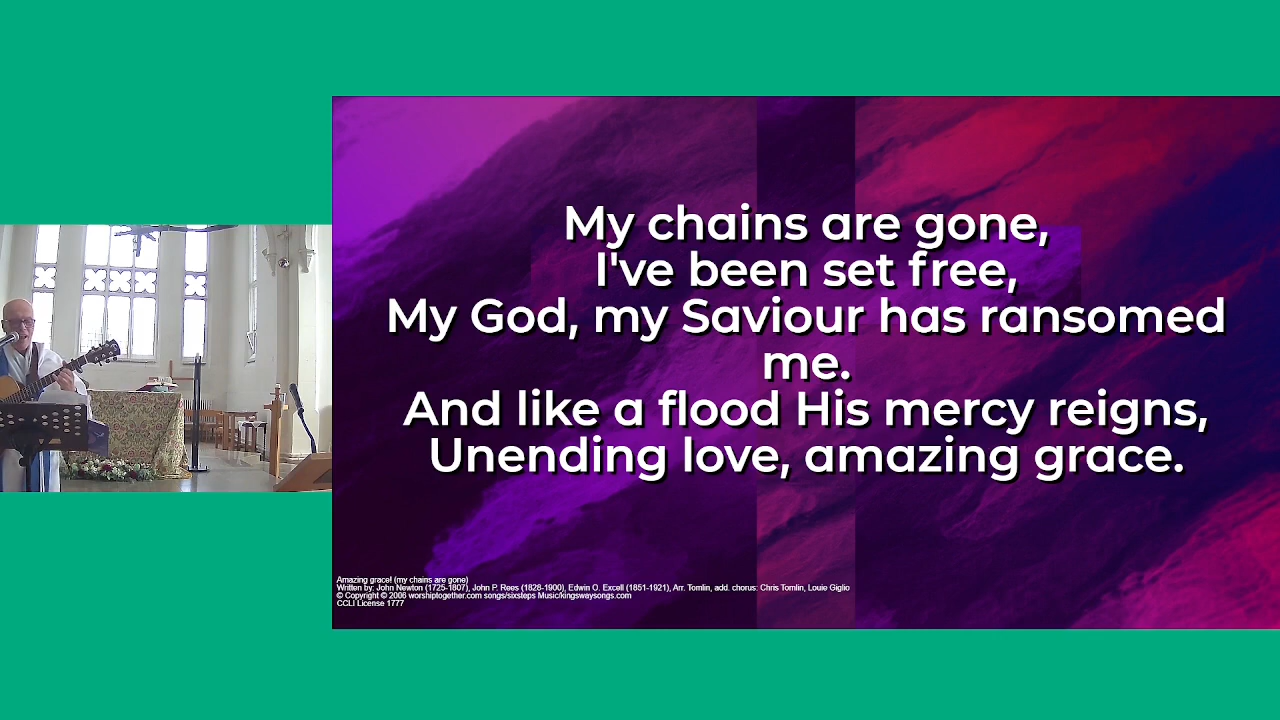 My chains are gone,
I've been set free,
My God, my Saviour has ransomed
me.
And like a flood His mercy reigns,
Unending love, amazing grace.
Amazing grace! (my chains are gone)
Written by: John Newton (1725-1807), John P. Rees (1828-1900), Edwin O. Excell (1851-1921), Arr. Tomlin, add. chorus: Chris Tomlin, Louie Giglio
© Copyright © 2006 worshiptogether.com songs/sixsteps Music/kingswaysongs.com
CCLI License 1777